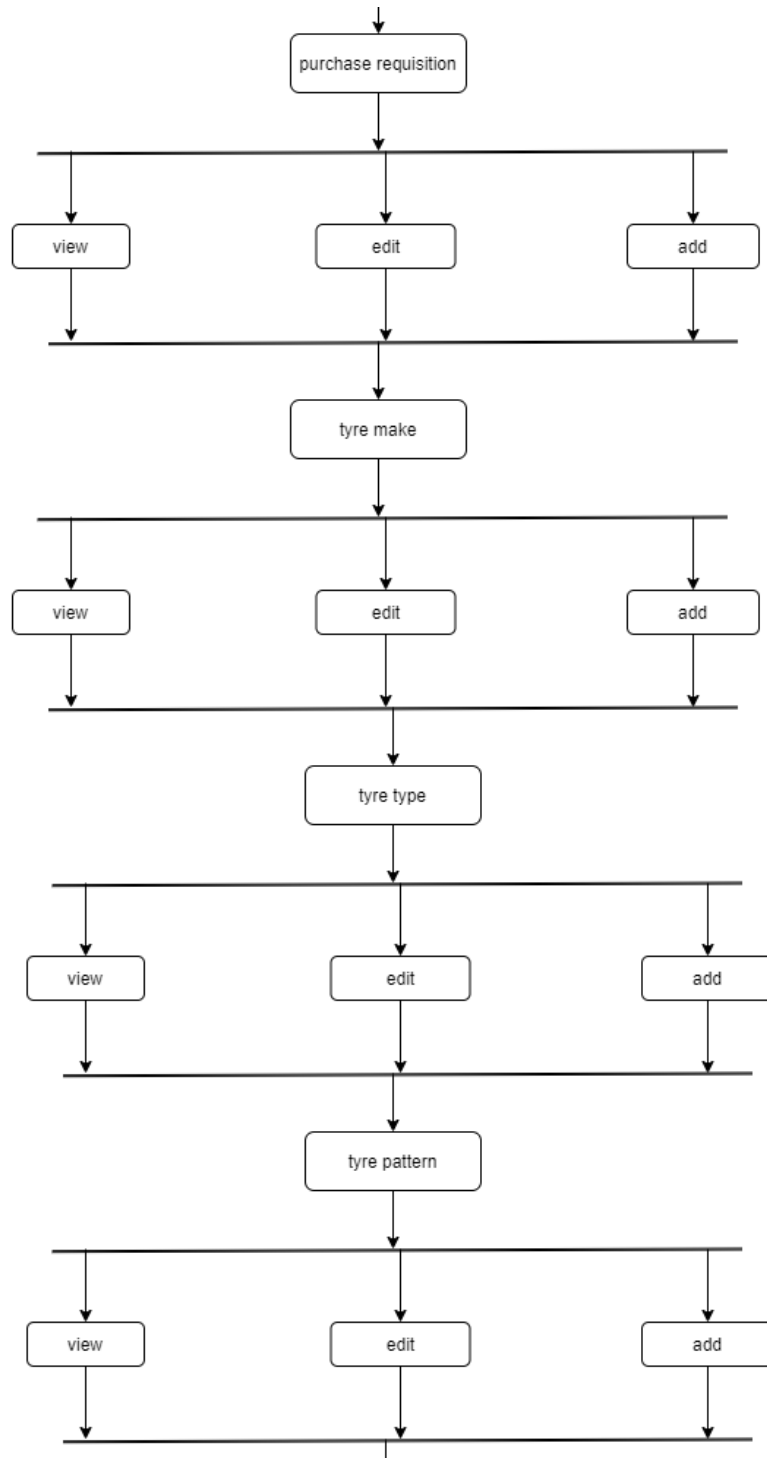 purchase requisition
view
edit
add
tyre make
view
edit
add
tyre type
view
edit
add
tyre pattern
view
edit
add